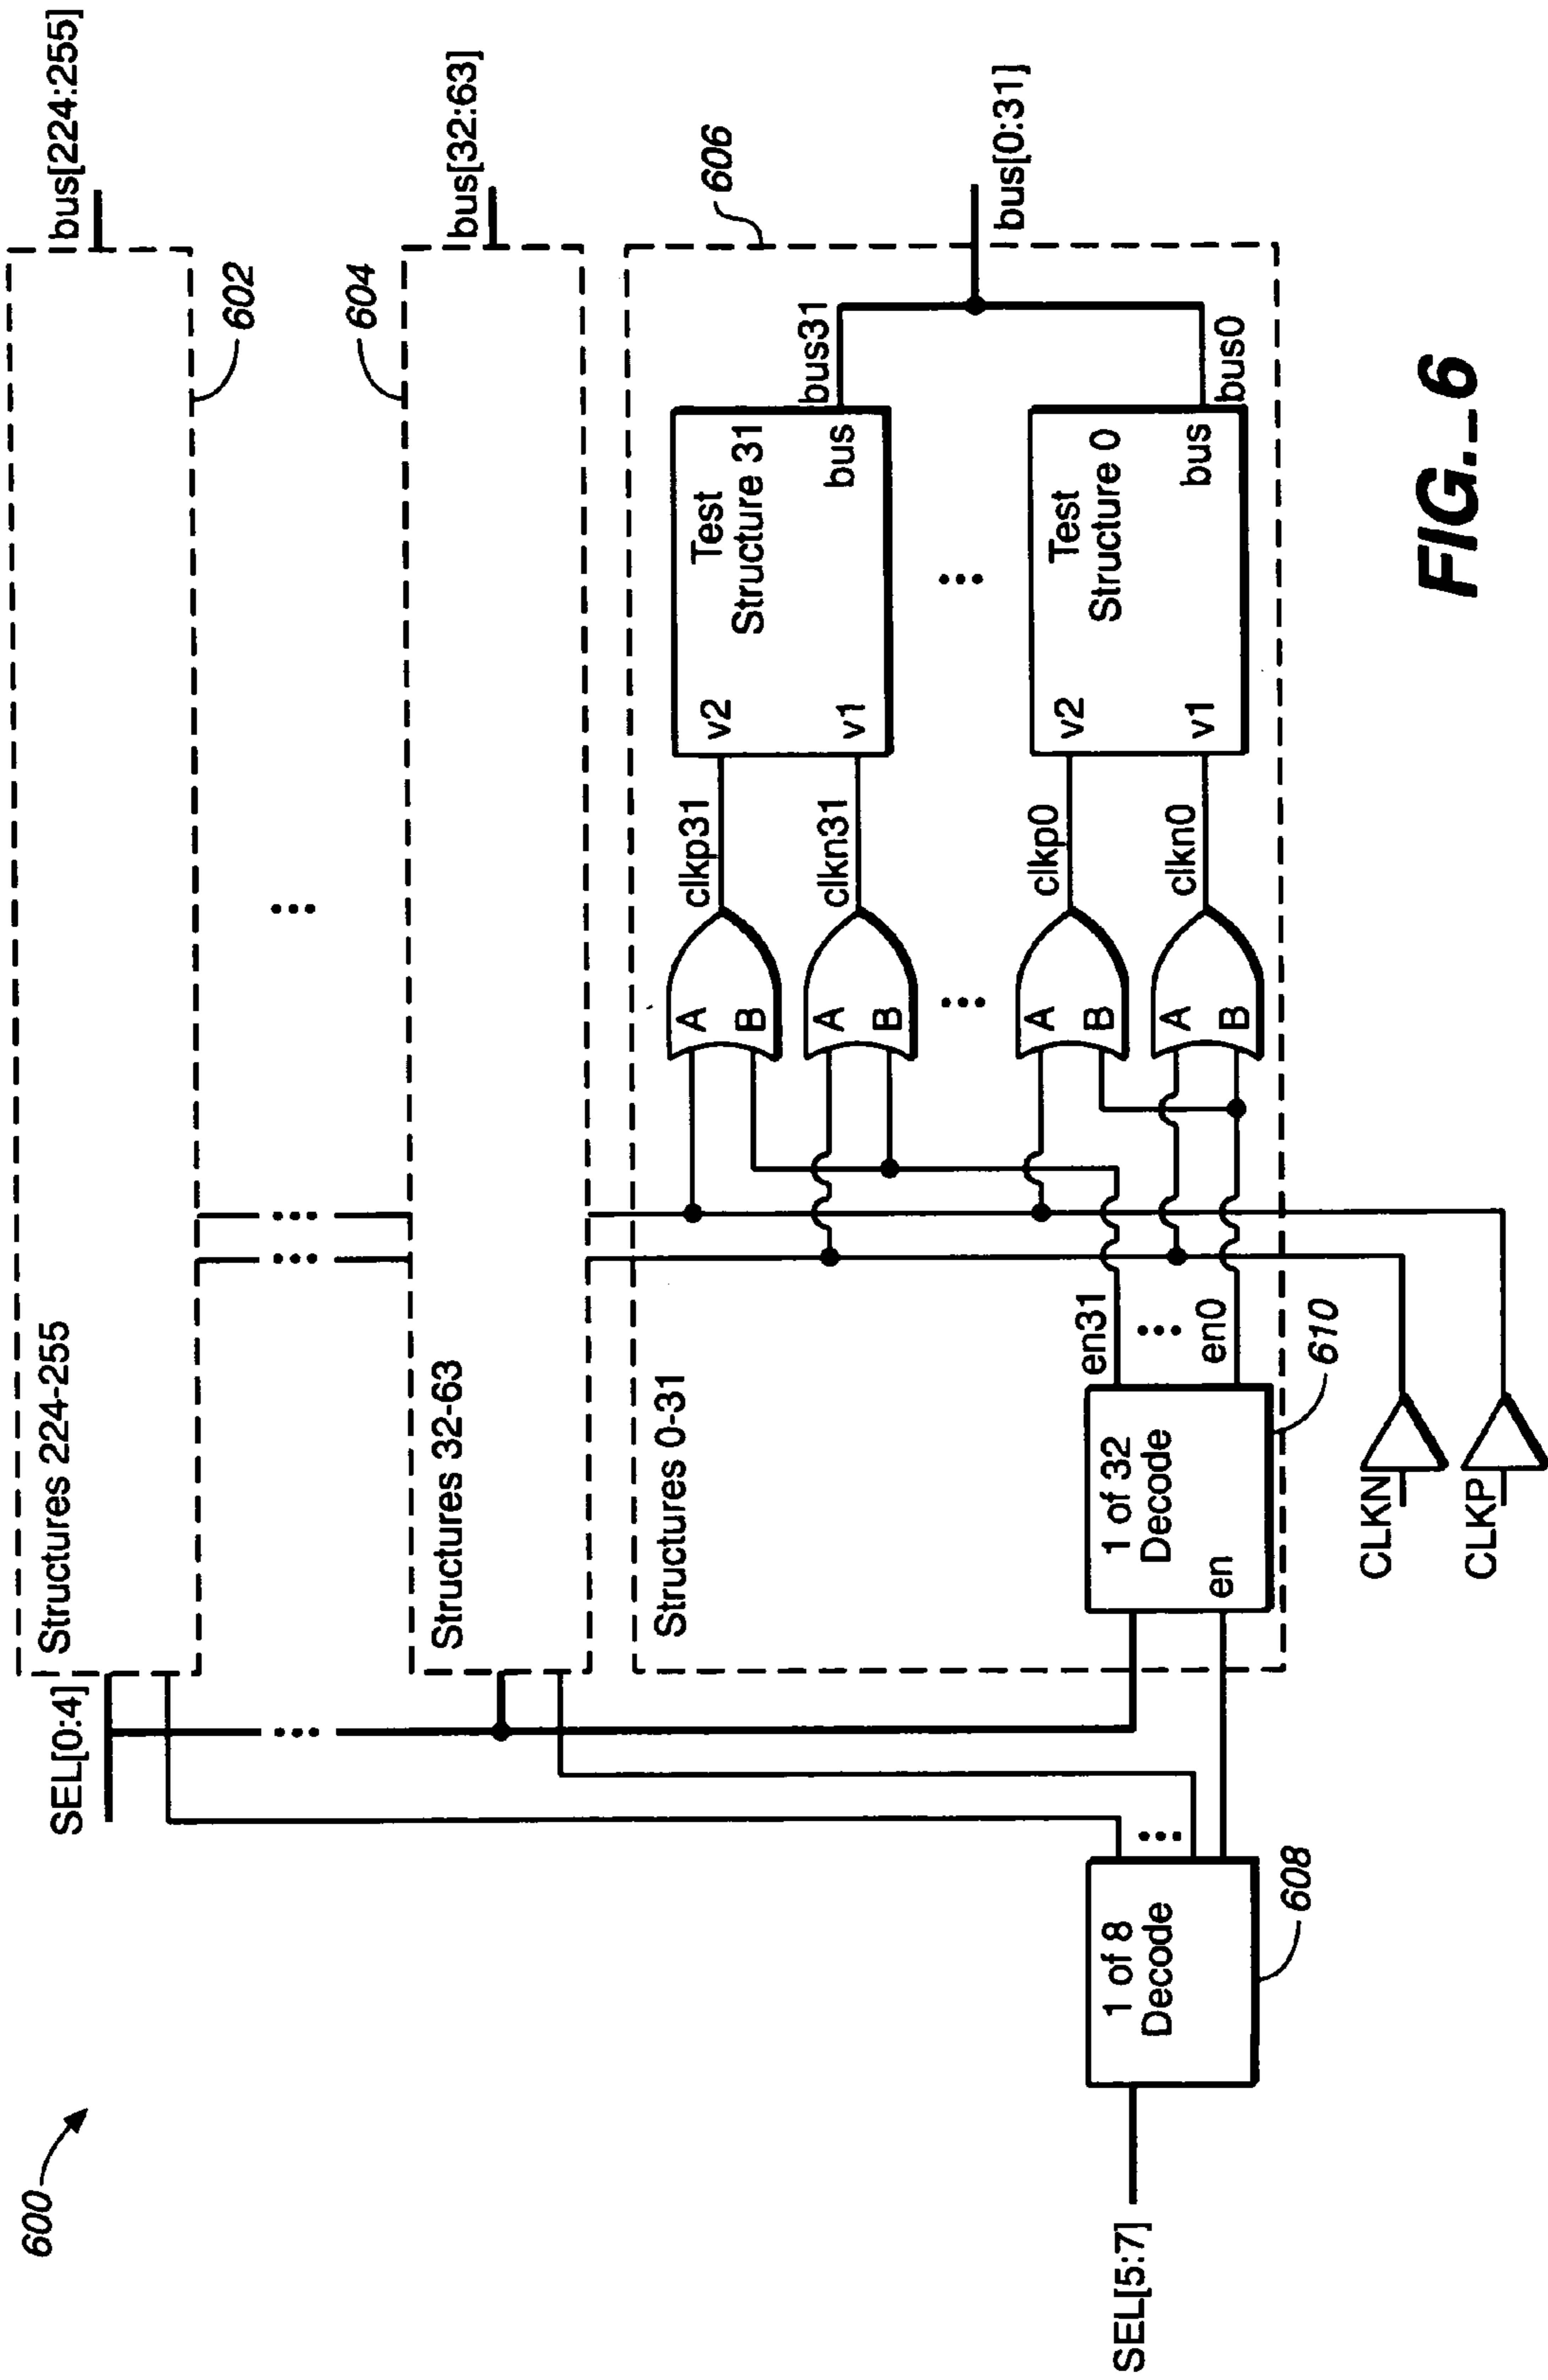 600
SEL[0:4]
Structures 224-255
bus[224:255]
602
Structures 32-63
bus[32:63]
604
Structures 0-31
606
SEL[5:7]
1 of 8
Decode
608
1 of 32
Decode
en
610
en31
en0
A
B
A
B
A
B
A
B
clkp31
clkn31
clkp0
clkn0
v2
v1
Test
Structure 31
bus
bus31
v2
v1
Test
Structure 0
bus
bus0
bus[0:31]
CLKN
CLKP
FIG._6